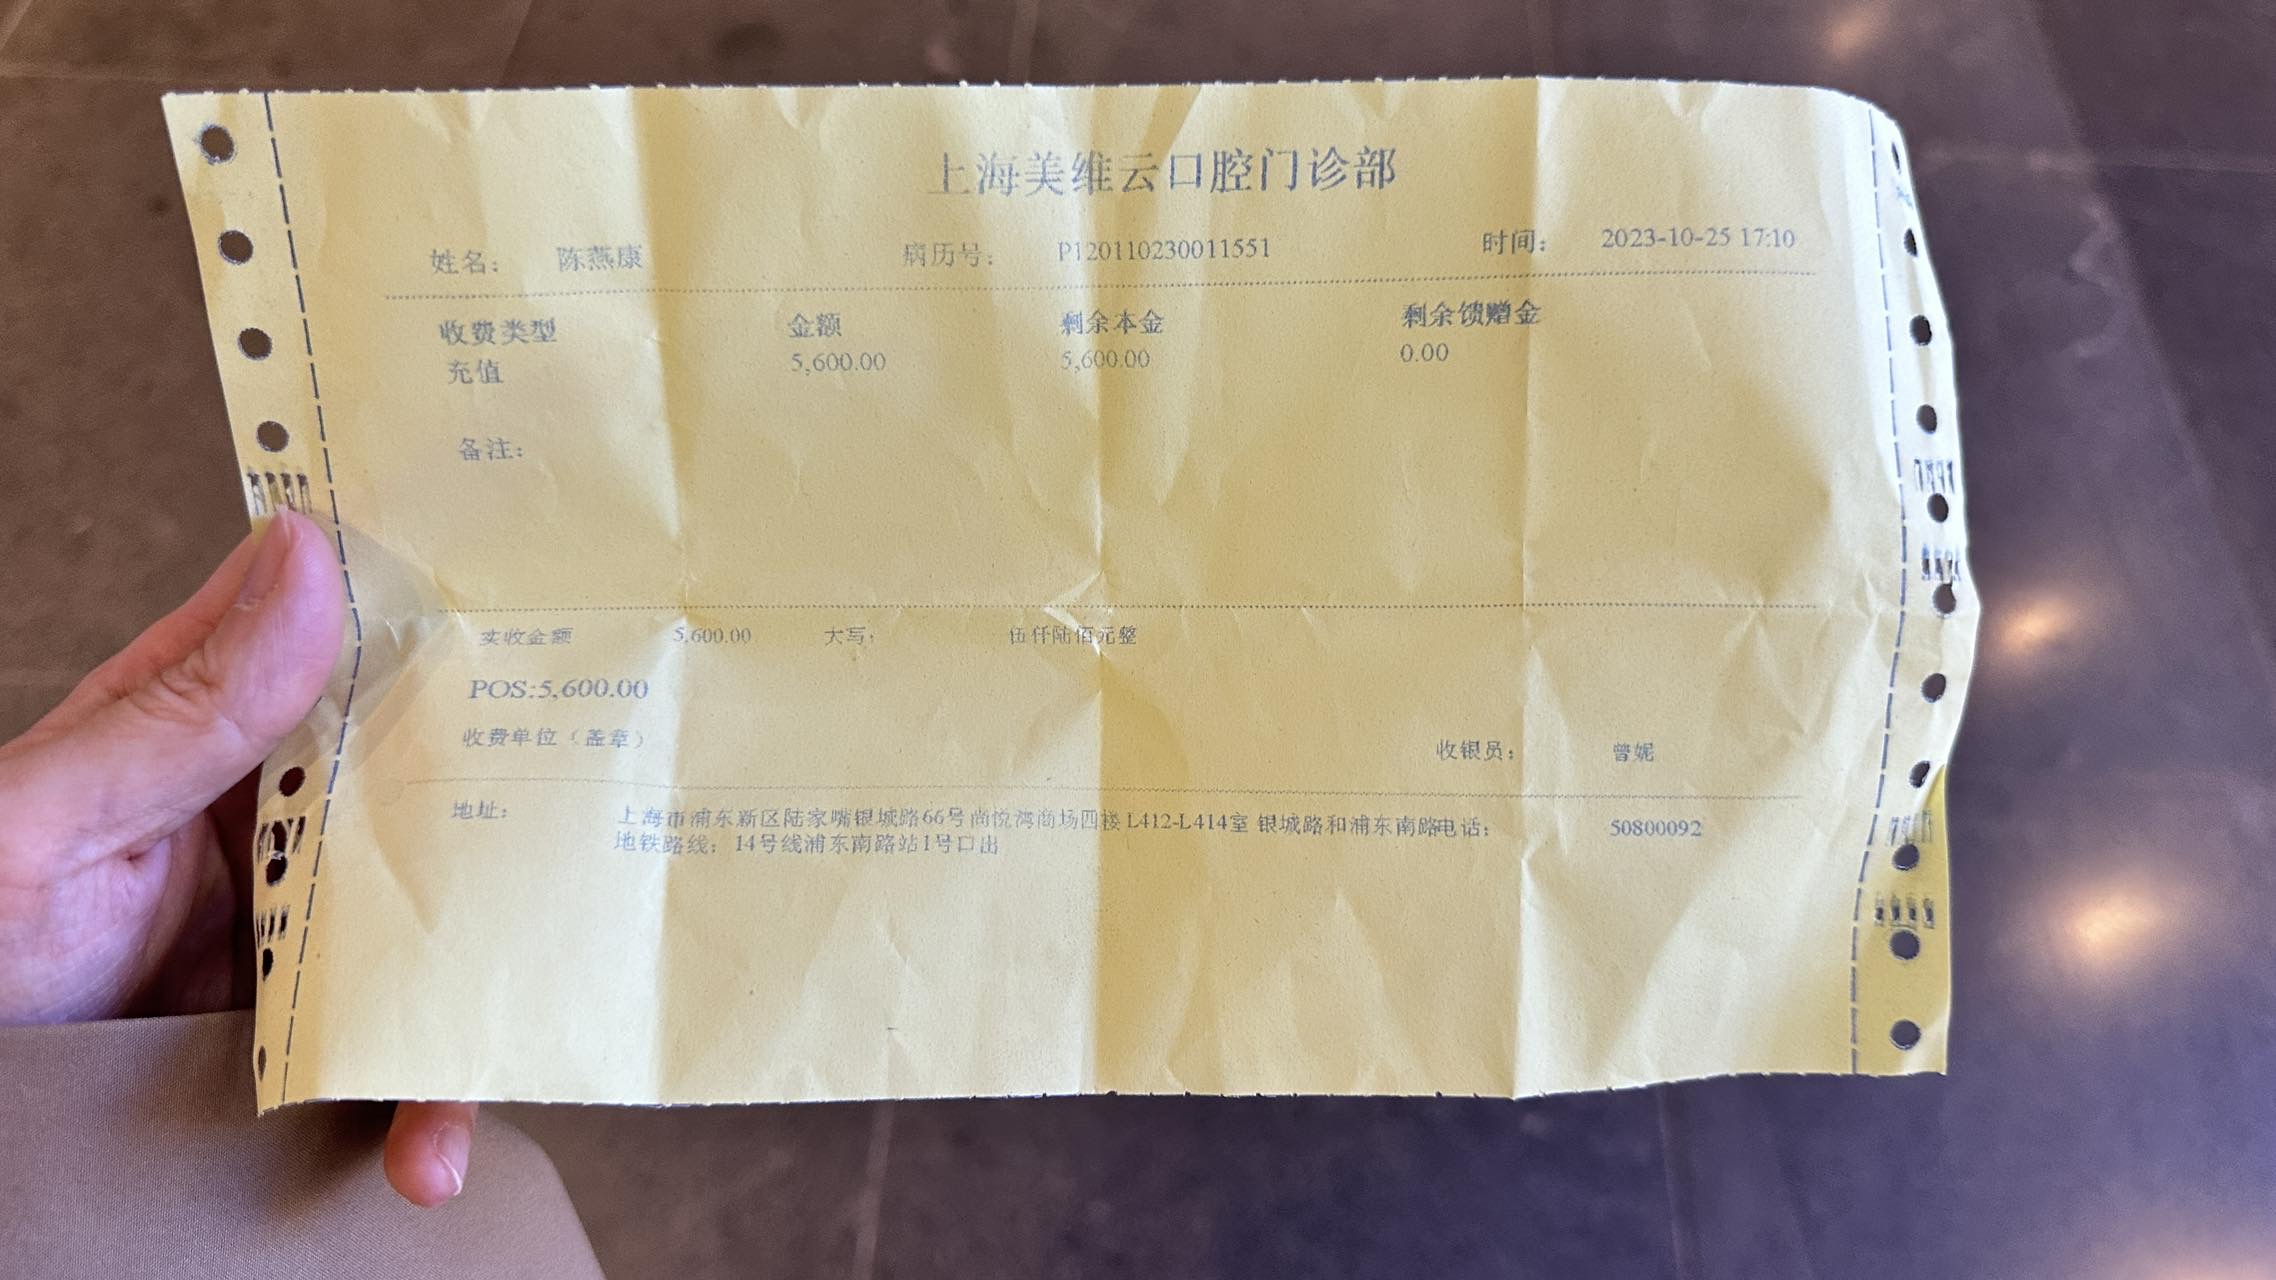 上海美维云口腔门诊部
姓名: 陈燕康 病历号: P120110230011551 时间: 2023-10-25 17:10
收费类型 金额 剩余本金 剩余馈赠金
充值 5,600.00 5,600.00 0.00
备注:
实收金额 5,600.00 大写: 伍仟陆佰元整
POS:5,600.00
收费单位（盖章）
收银员: 曾妮
地址: 上海市浦东新区陆家嘴银城路66号尚悦湾商场四楼L412-L414室 银城路和浦东南路电话: 50800092
地铁路线: 14号线浦东南路站1号口出